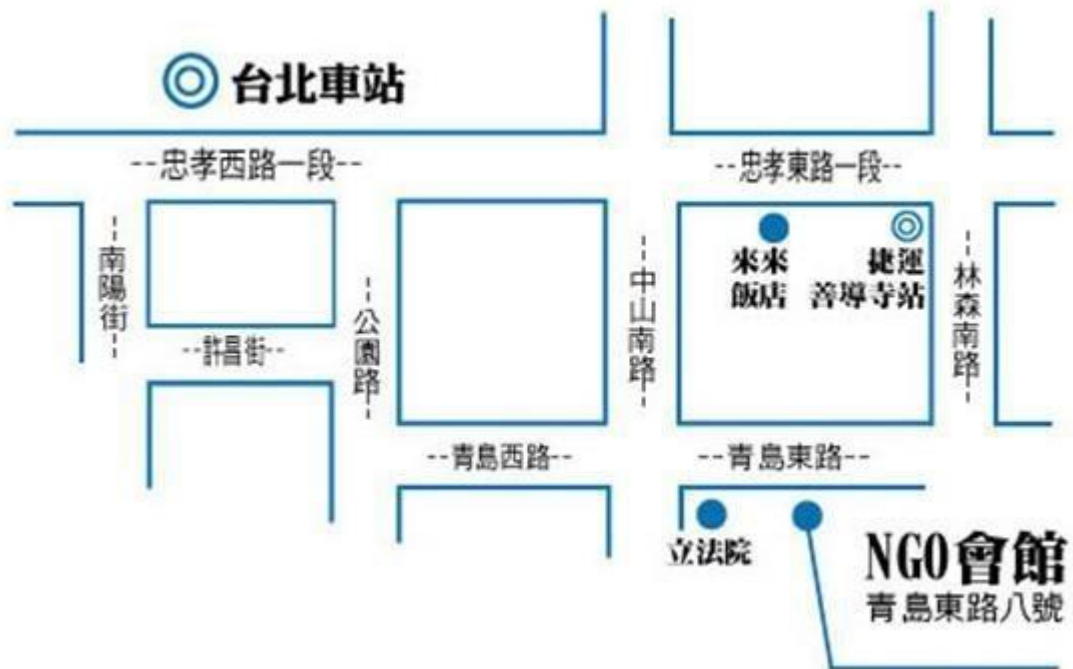 台北車站
--忠孝西路一段--
--忠孝東路一段--
--南陽街--
--許昌街--
--公園路--
--中山南路--
來來
飯店
捷運
善導寺站
--林森南路--
--青島西路--
--青島東路--
立法院
NGO會館
青島東路八號